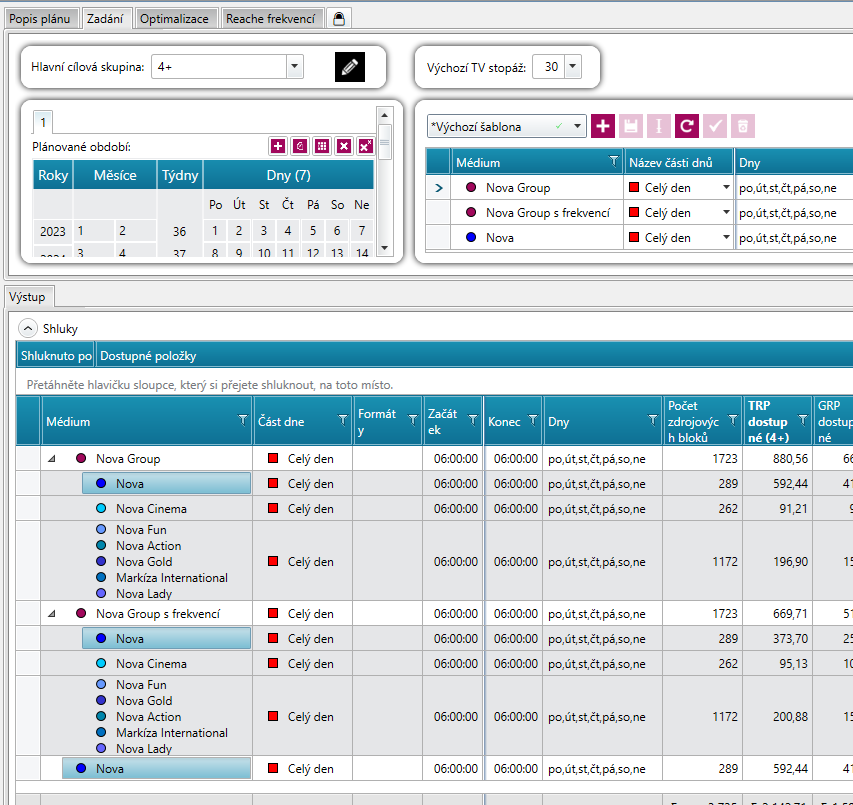 Popis plánu Zadání Optimalizace Reache frekvencí
Hlavní cílová skupina: 4+ Výchozí TV stopáž: 30
1
Plánované období:
Roky Měsíce Týdny Dny (7)
Po Út St Čt Pá So Ne
2023 1 2 36 1 2 3 4 5 6 7
3 4 37 8 9 10 11 12 13 14
*Výchozí šablona
Médium Název části dnů Dny
Nova Group Celý den po,út,st,čt,pá,so,ne
Nova Group s frekvencí Celý den po,út,st,čt,pá,so,ne
Nova Celý den po,út,st,čt,pá,so,ne
Výstup
Shluky
Shluknuto po Dostupné položky
Přetáhněte hlavičku sloupce, který si přejete shluknout, na toto místo.
Médium Část dne Formát
y Začát
ek Konec Dny Počet
zdrojovýc
h bloků TRP
dostup
né (4+) GRP
dostup
né
Nova Group Celý den 06:00:00 06:00:00 po,út,st,čt,pá,so,ne 1723 880,56
Nova Celý den 06:00:00 06:00:00 po,út,st,čt,pá,so,ne 289 592,44
Nova Cinema Celý den 06:00:00 06:00:00 po,út,st,čt,pá,so,ne 262 91,21
Nova Fun
Nova Action
Nova Gold Celý den 06:00:00 06:00:00 po,út,st,čt,pá,so,ne 1172 196,90
Markíza International
Nova Lady
Nova Group s frekvencí Celý den 06:00:00 06:00:00 po,út,st,čt,pá,so,ne 1723 669,71
Nova Celý den 06:00:00 06:00:00 po,út,st,čt,pá,so,ne 289 373,70
Nova Cinema Celý den 06:00:00 06:00:00 po,út,st,čt,pá,so,ne 262 95,13
Nova Fun
Nova Gold
Nova Action Celý den 06:00:00 06:00:00 po,út,st,čt,pá,so,ne 1172 200,88
Markíza International
Nova Lady
Nova Celý den 06:00:00 06:00:00 po,út,st,čt,pá,so,ne 289 592,44